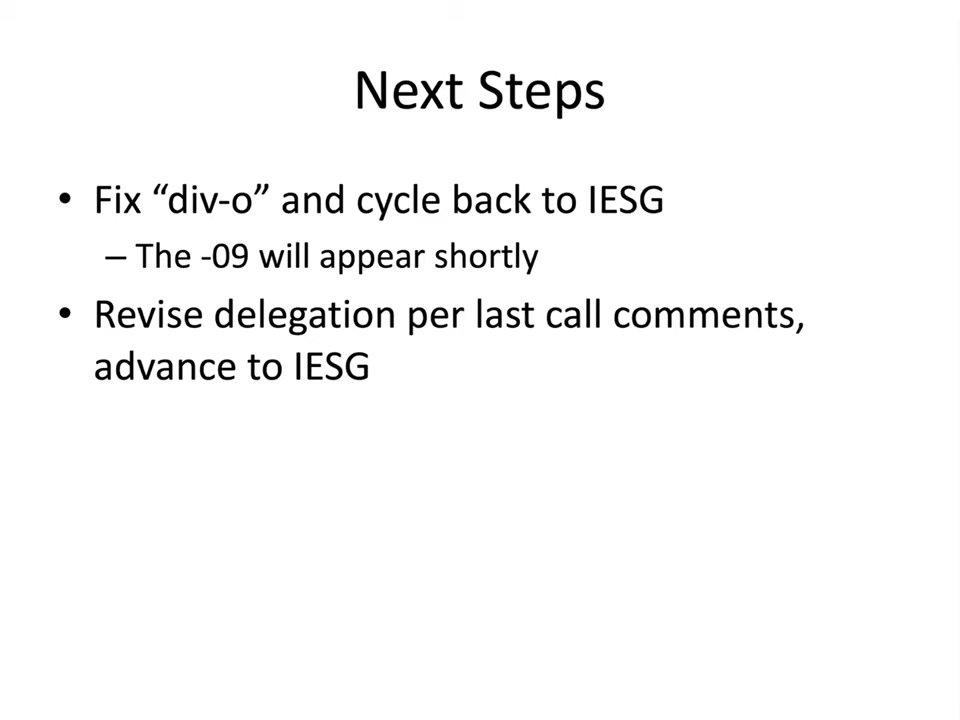 Next Steps
• Fix “div-o” and cycle back to IESG
– The -09 will appear shortly
• Revise delegation per last call comments,
advance to IESG